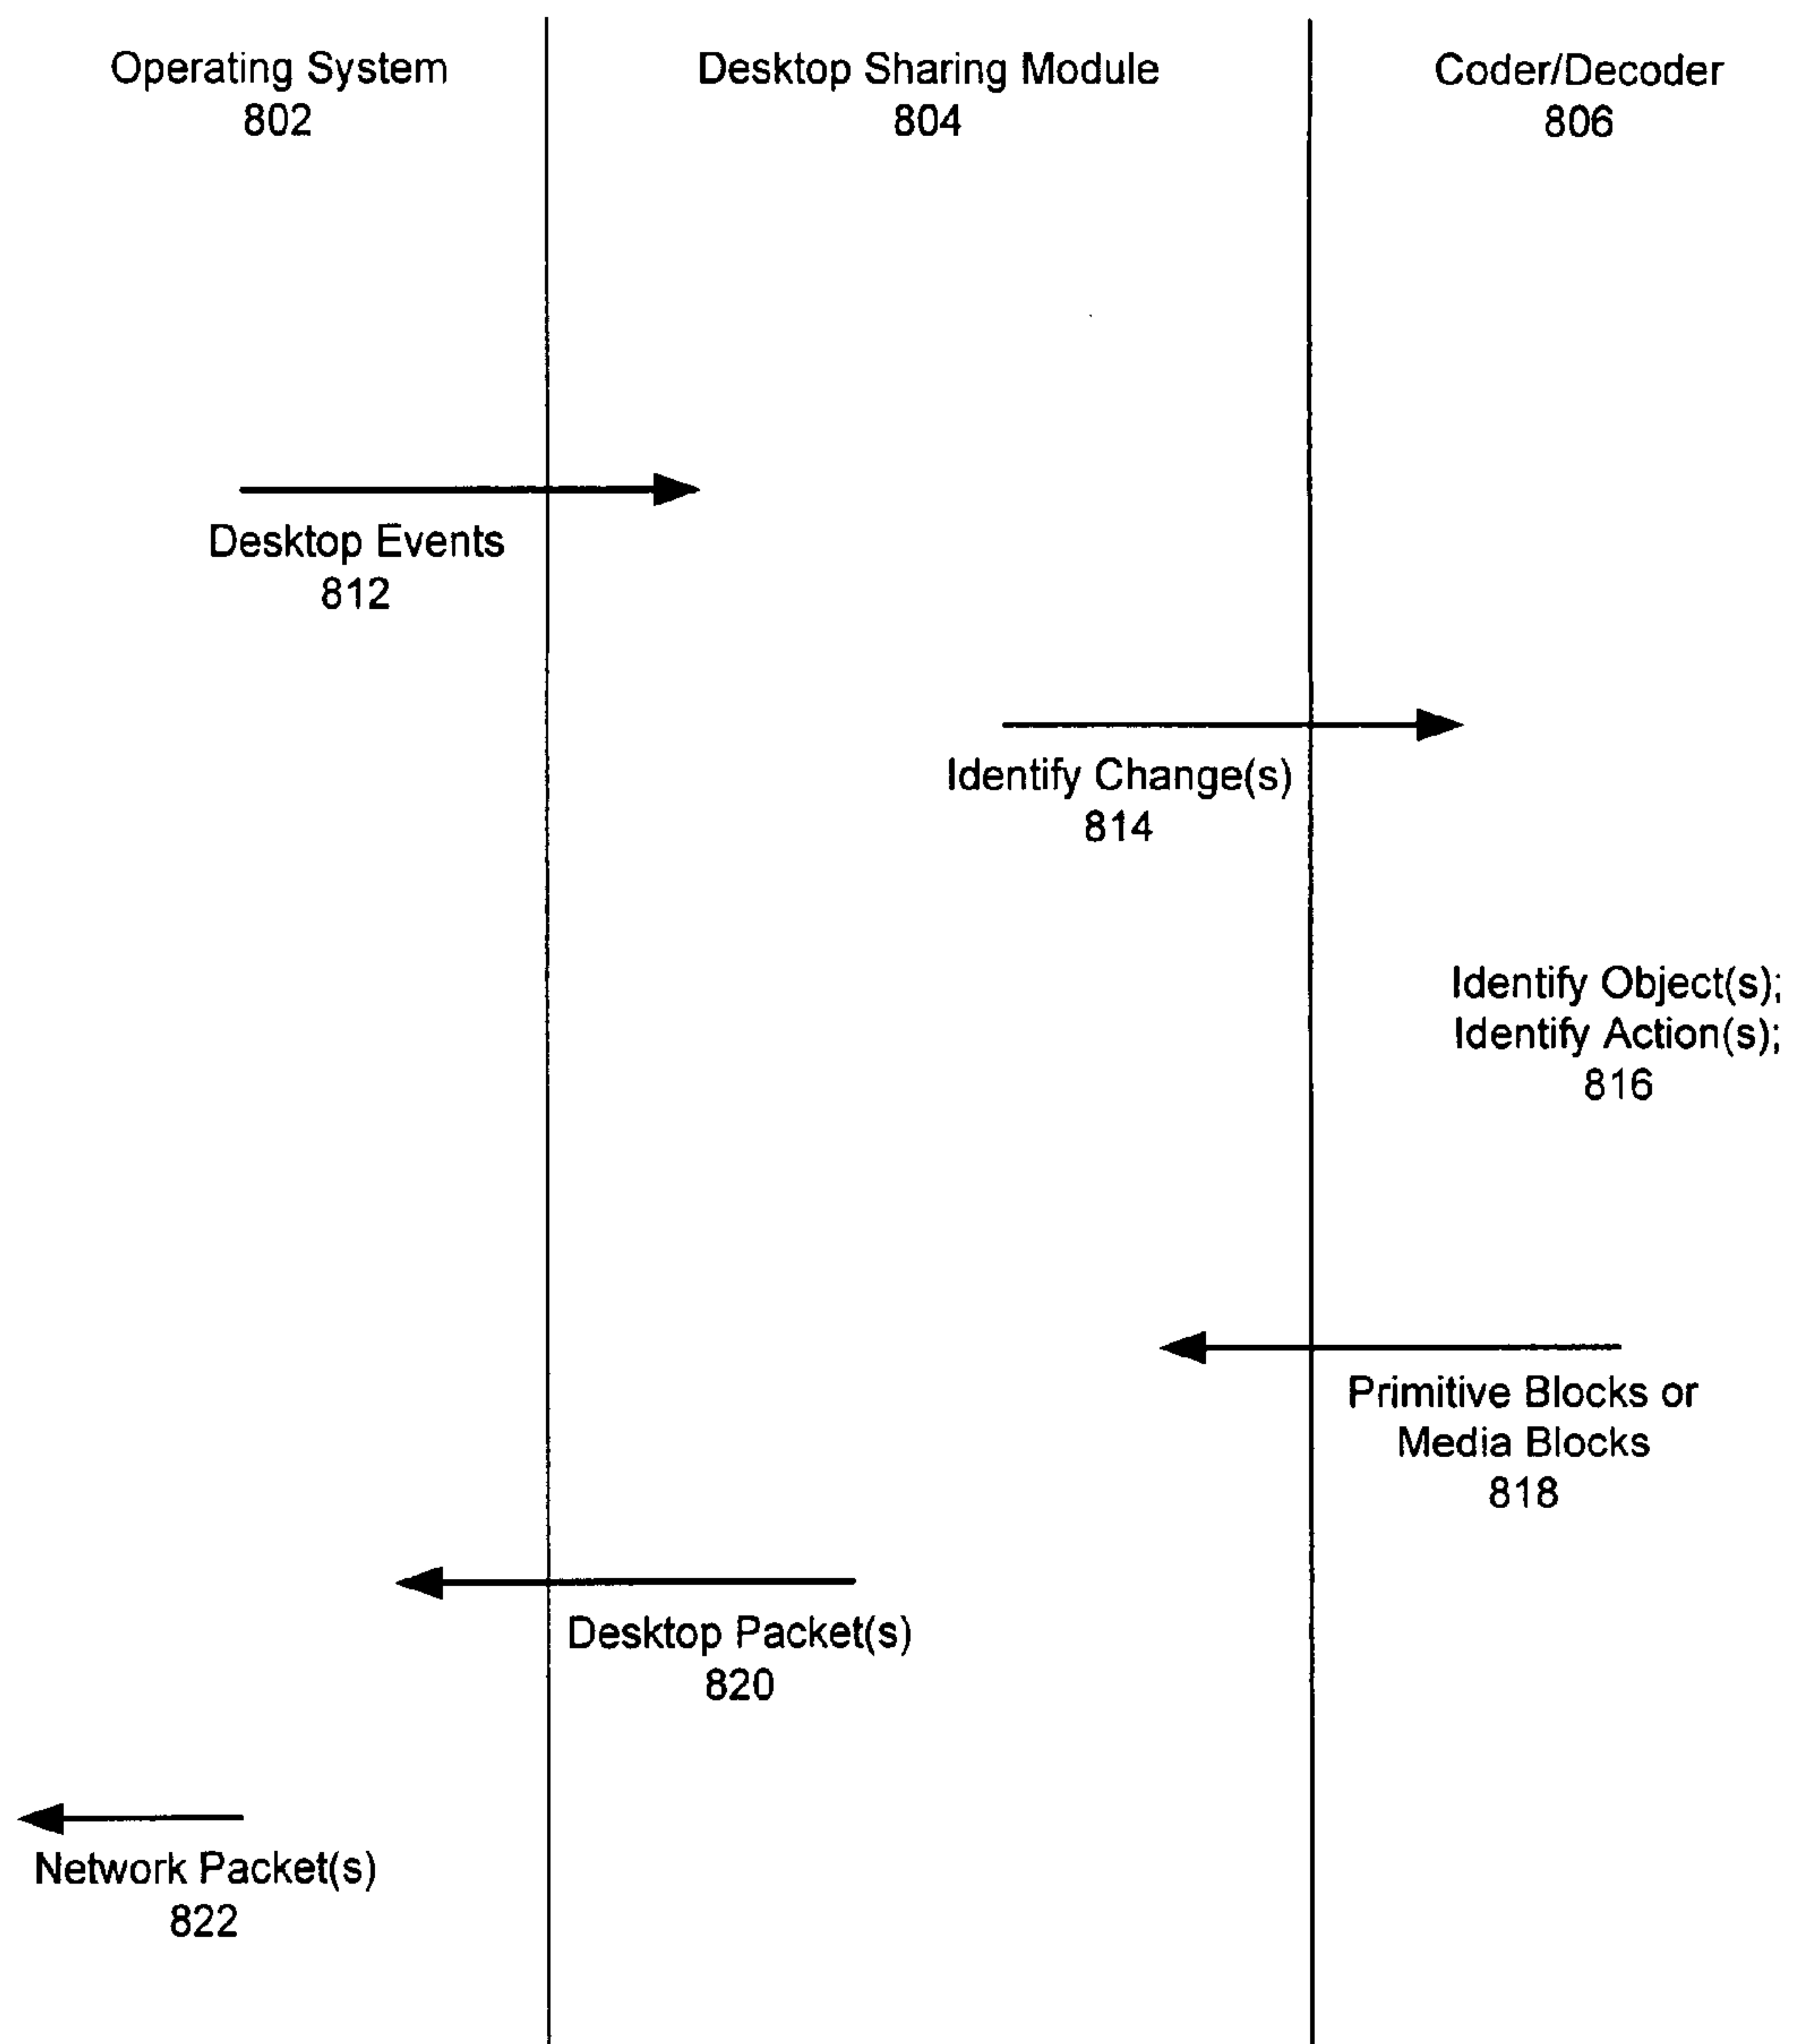 Operating System
802
Desktop Sharing Module
804
Coder/Decoder
806
Desktop Events
812
Identify Change(s)
814
Identify Object(s);
Identify Action(s);
816
Primitive Blocks or
Media Blocks
818
Desktop Packet(s)
820
Network Packet(s)
822